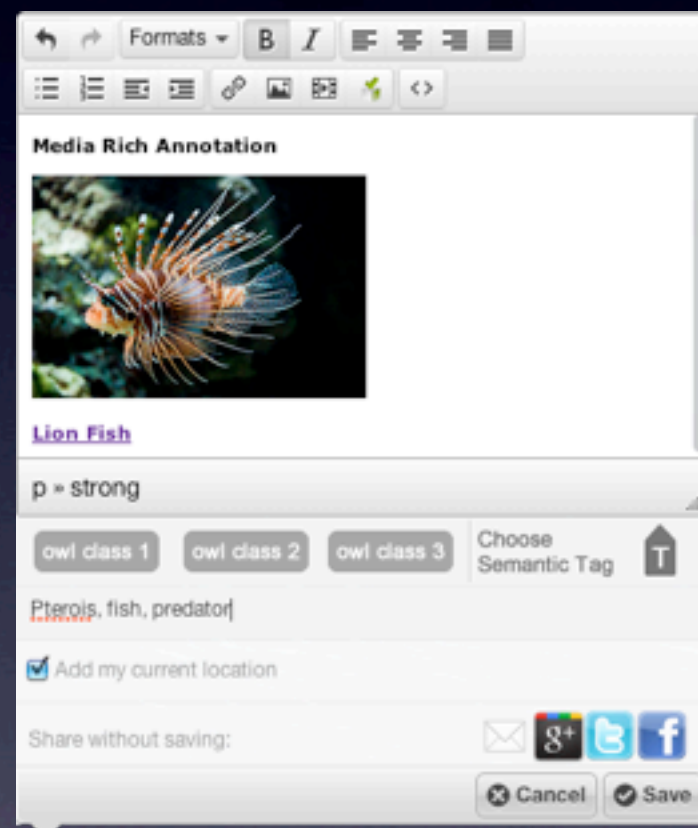 Formats
B I
Media Rich Annotation
Lion Fish
p » strong
owl class 1 owl class 2 owl class 3 Choose Semantic Tag T
Pterois, fish, predator
Add my current location
Share without saving: g+ t f
Cancel Save